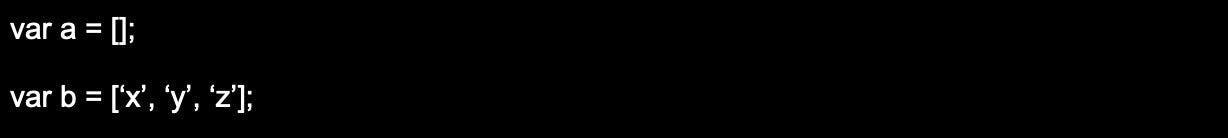 var a = [];
var b = [‘x’, ‘y’, ‘z’];